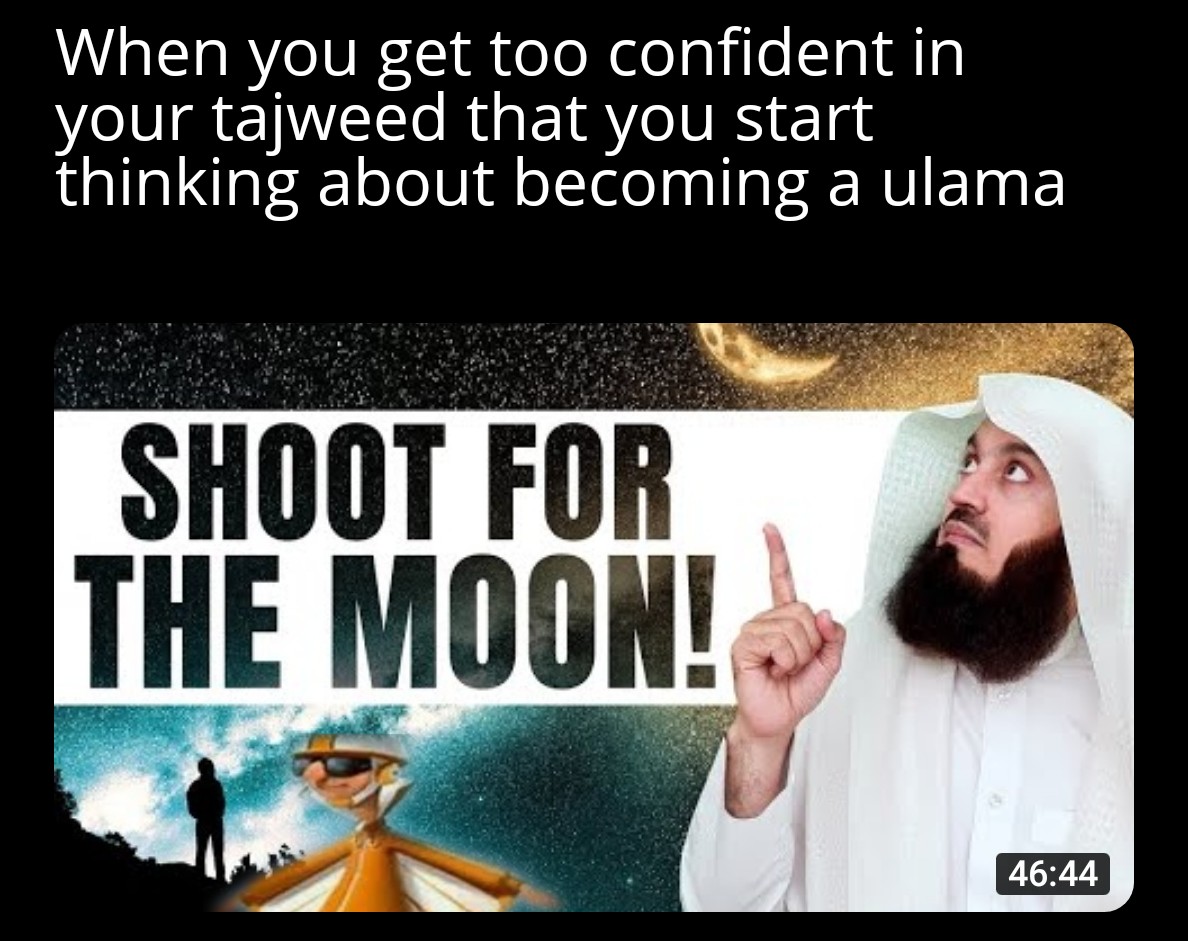 When you get too confident in
your tajweed that you start
thinking about becoming a ulama
SHOOT FOR
THE MOON!
46:44